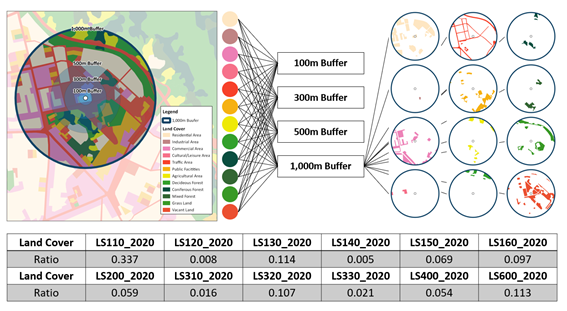 1,000m Buffer
500m Buffer
300m Buffer
100m Buffer
Legend
1,000m Buufer
Land Cover
Residential Area
Industrial Area
Commercial Area
Cultural/Leisure Area
Traffic Area
Public Facilities
Agricultural Area
Deciduous Forest
Coniferous Forest
Mixed Forest
Grass Land
Vacant Land
100m Buffer
300m Buffer
500m Buffer
1,000m Buffer
Land Cover LS110_2020 LS120_2020 LS130_2020 LS140_2020 LS150_2020 LS160_2020
Ratio 0.337 0.008 0.114 0.005 0.069 0.097
Land Cover LS200_2020 LS310_2020 LS320_2020 LS330_2020 LS400_2020 LS600_2020
Ratio 0.059 0.016 0.107 0.021 0.054 0.113